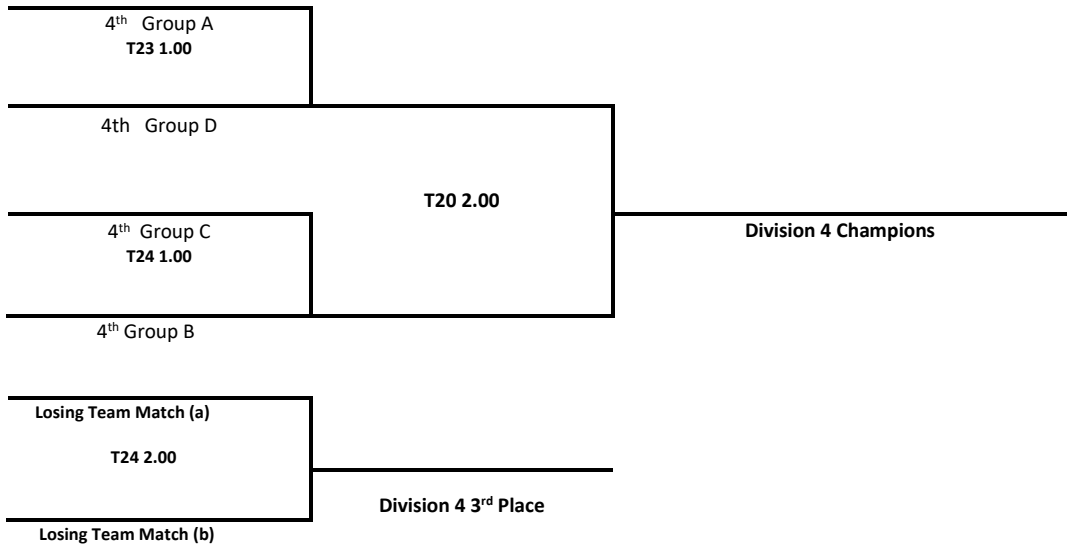 4th Group A
T23 1.00
4th Group D
T20 2.00
4th Group C
T24 1.00
Division 4 Champions
4th Group B
Losing Team Match (a)
T24 2.00
Division 4 3rd Place
Losing Team Match (b)